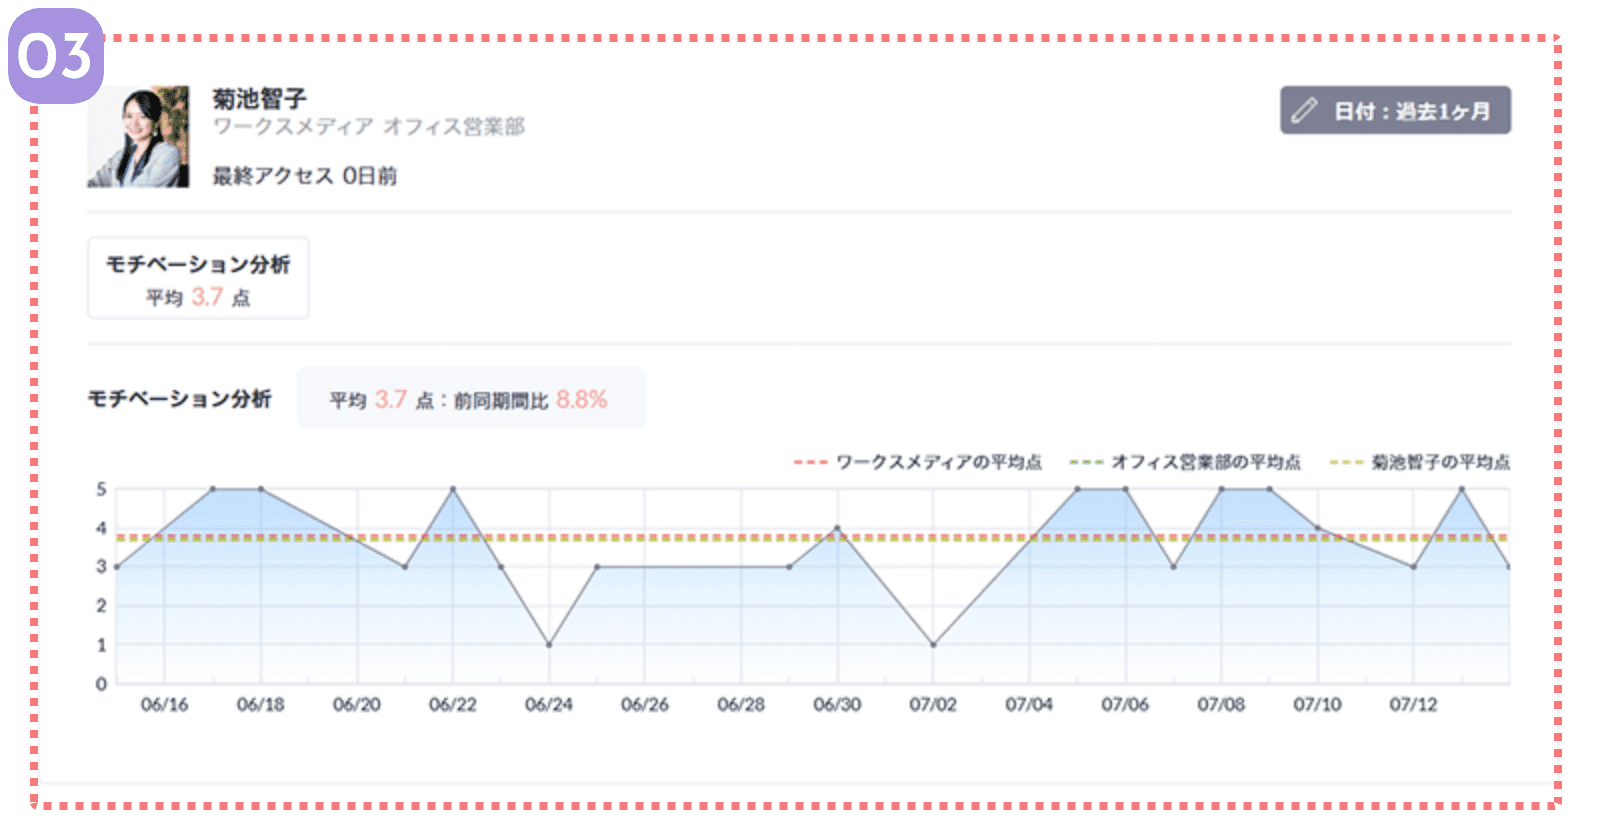 03
菊池智子
ワークスメディア オフィス営業部
最終アクセス 0日前
日付：過去1ヶ月
モチベーション分析
平均 3.7 点
モチベーション分析
平均 3.7 点：前同期間比 8.8%
ワークスメディアの平均点 オフィス営業部の平均点 菊池智子の平均点
5
4
3
2
1
0
06/16 06/18 06/20 06/22 06/24 06/26 06/28 06/30 07/02 07/04 07/06 07/08 07/10 07/12